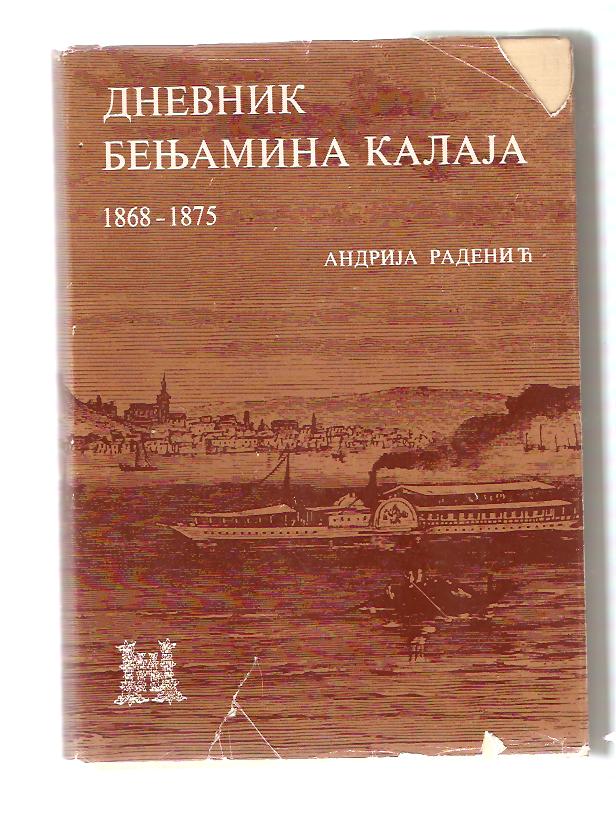 ДНЕВНИК
БЕЊАМИНА КАЛАЈА
1868-1875
АНДРИЈА РАДЕНИЋ